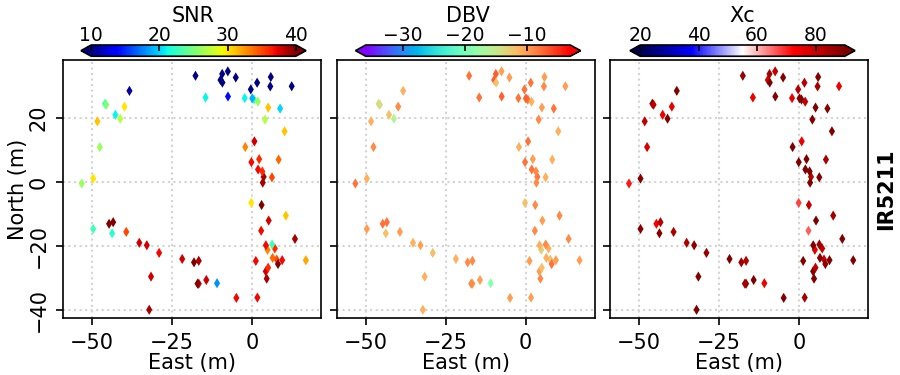 SNR DBV Xc
10 20 30 40 −30 −20 −10 20 40 60 80
North (m)
20
0
−20
−40
−50 −25 0 −50 −25 0 −50 −25 0
East (m) East (m) East (m)
IR5211